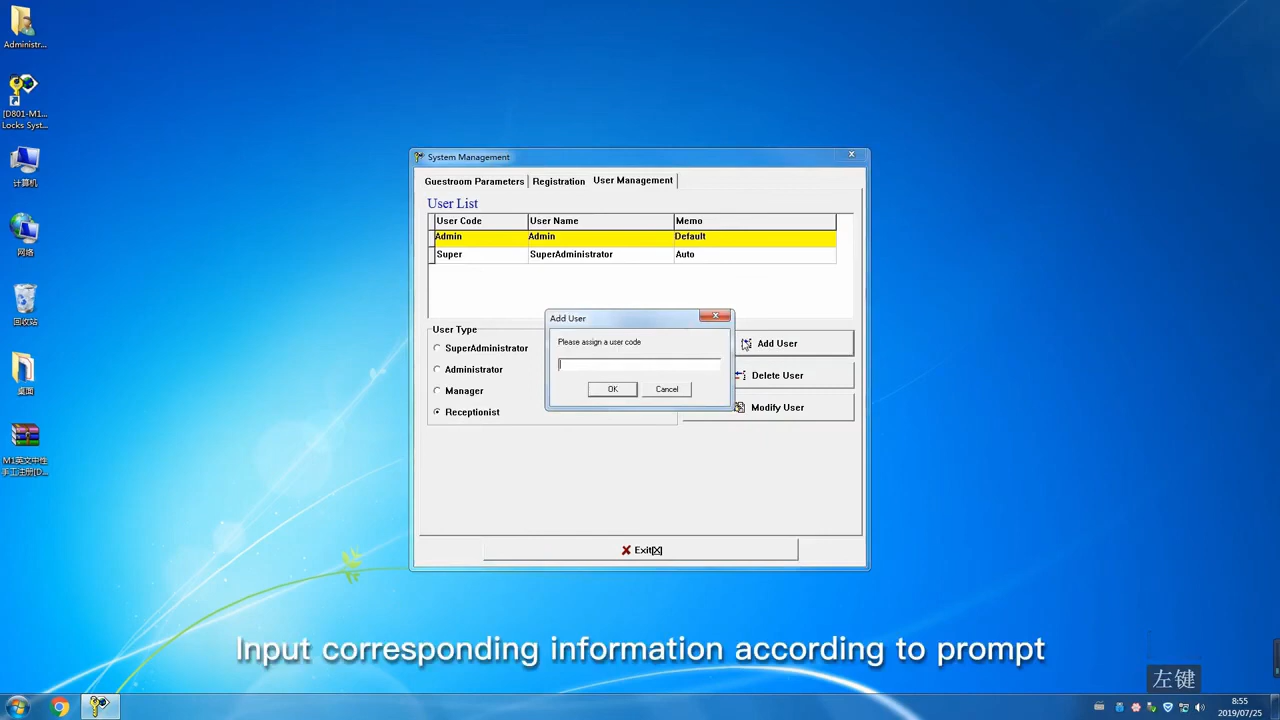 Administr...
[D801-M1...
Locks Syst...
计算机
网络
回收站
桌面
M1英文中性
手工注册[D...
System Management
Guestroom Parameters
Registration
User Management
User List
User Code
User Name
Memo
Admin
Admin
Default
Super
SuperAdministrator
Auto
User Type
SuperAdministrator
Administrator
Manager
Receptionist
Add User
Please assign a user code
OK
Cancel
Add User
Delete User
Modify User
Exit[X]
Input corresponding information according to prompt
左键
8:55
2019/07/25